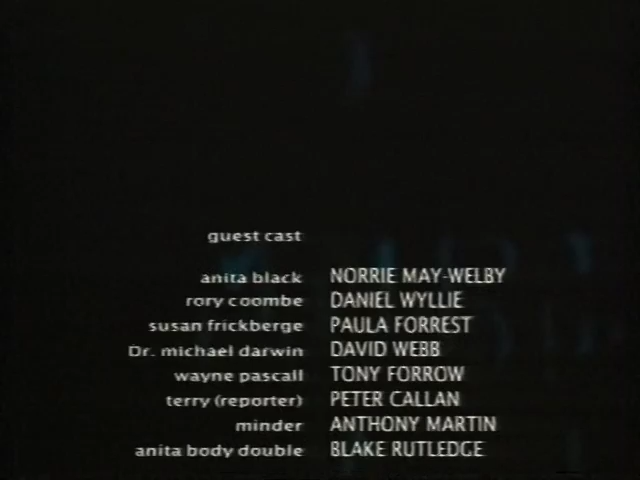 guest cast
anita black NORRIE MAY-WELBY
rory coombe DANIEL WYLLIE
susan frickberge PAULA FORREST
Dr. michael darwin DAVID WEBB
wayne pascall TONY FORROW
terry (reporter) PETER CALLAN
minder ANTHONY MARTIN
anita body double BLAKE RUTLEDGE